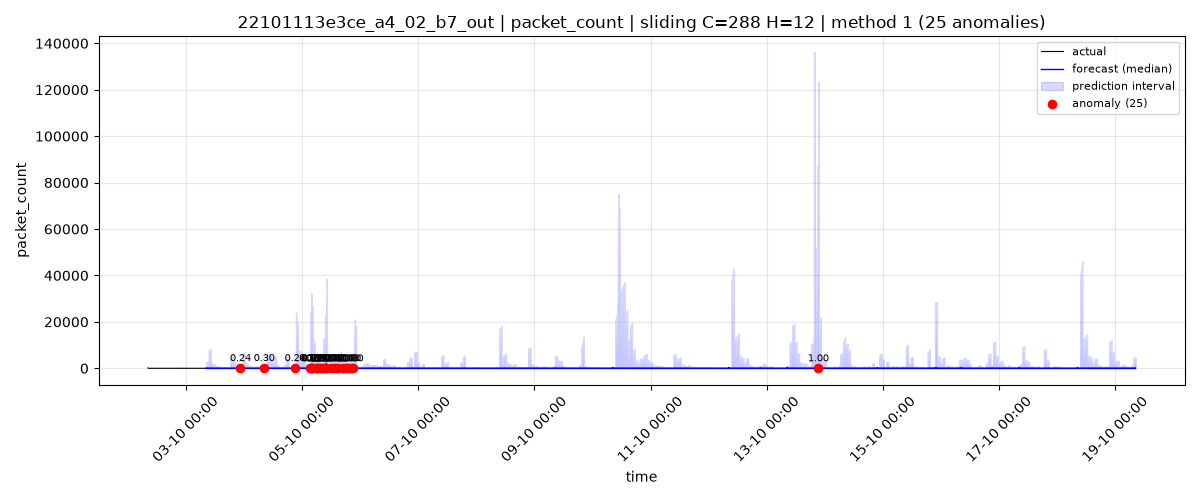 22101113e3ce_a4_02_b7_out | packet_count | sliding C=288 H=12 | method 1 (25 anomalies)
actual
forecast (median)
prediction interval
anomaly (25)
140000
120000
100000
80000
60000
40000
20000
0
packet_count
0.24
0.30
1.00
03-10 00:00
05-10 00:00
07-10 00:00
09-10 00:00
11-10 00:00
13-10 00:00
15-10 00:00
17-10 00:00
19-10 00:00
time